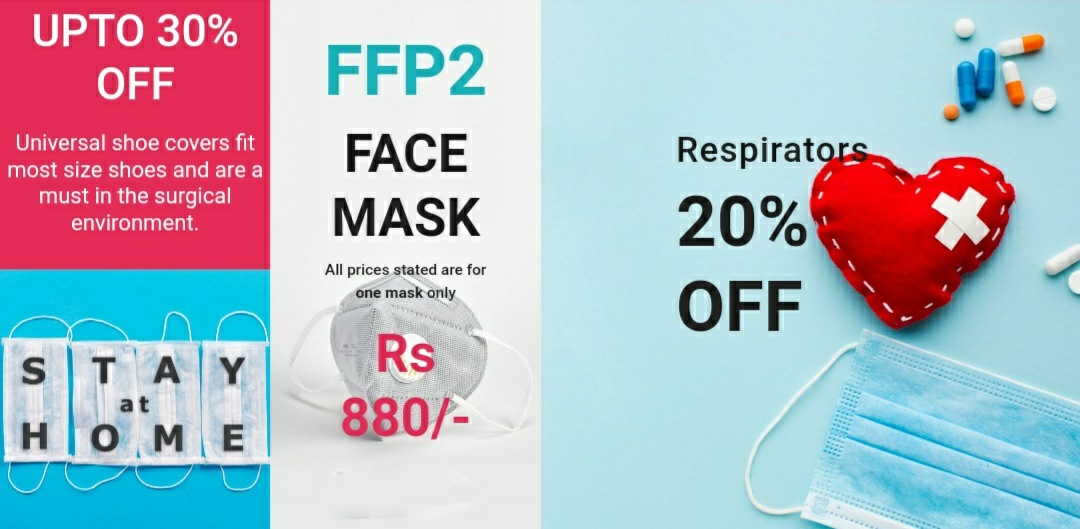 UPTO 30%
OFF
Universal shoe covers fit
most size shoes and are a
must in the surgical
environment.
S T A Y
at
H O M E
FFP2
FACE
MASK
All prices stated are for
one mask only
Rs
880/-
Respirators
20%
OFF